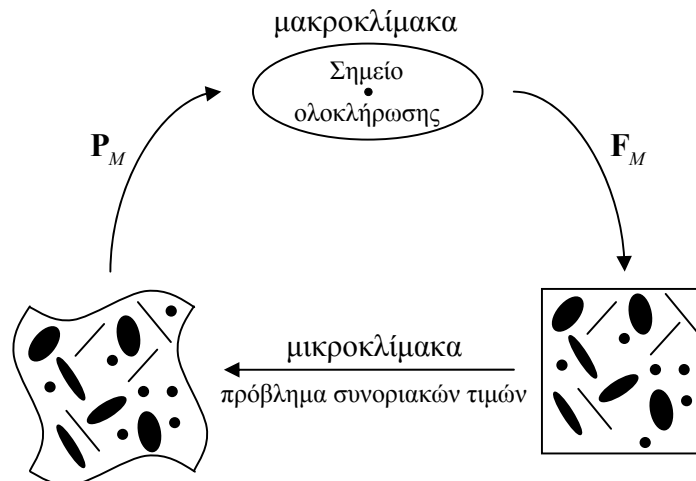 μακροκλίμακα
Σημείο
ολοκλήρωσης
P_M
F_M
μικροκλίμακα
πρόβλημα συνοριακών τιμών